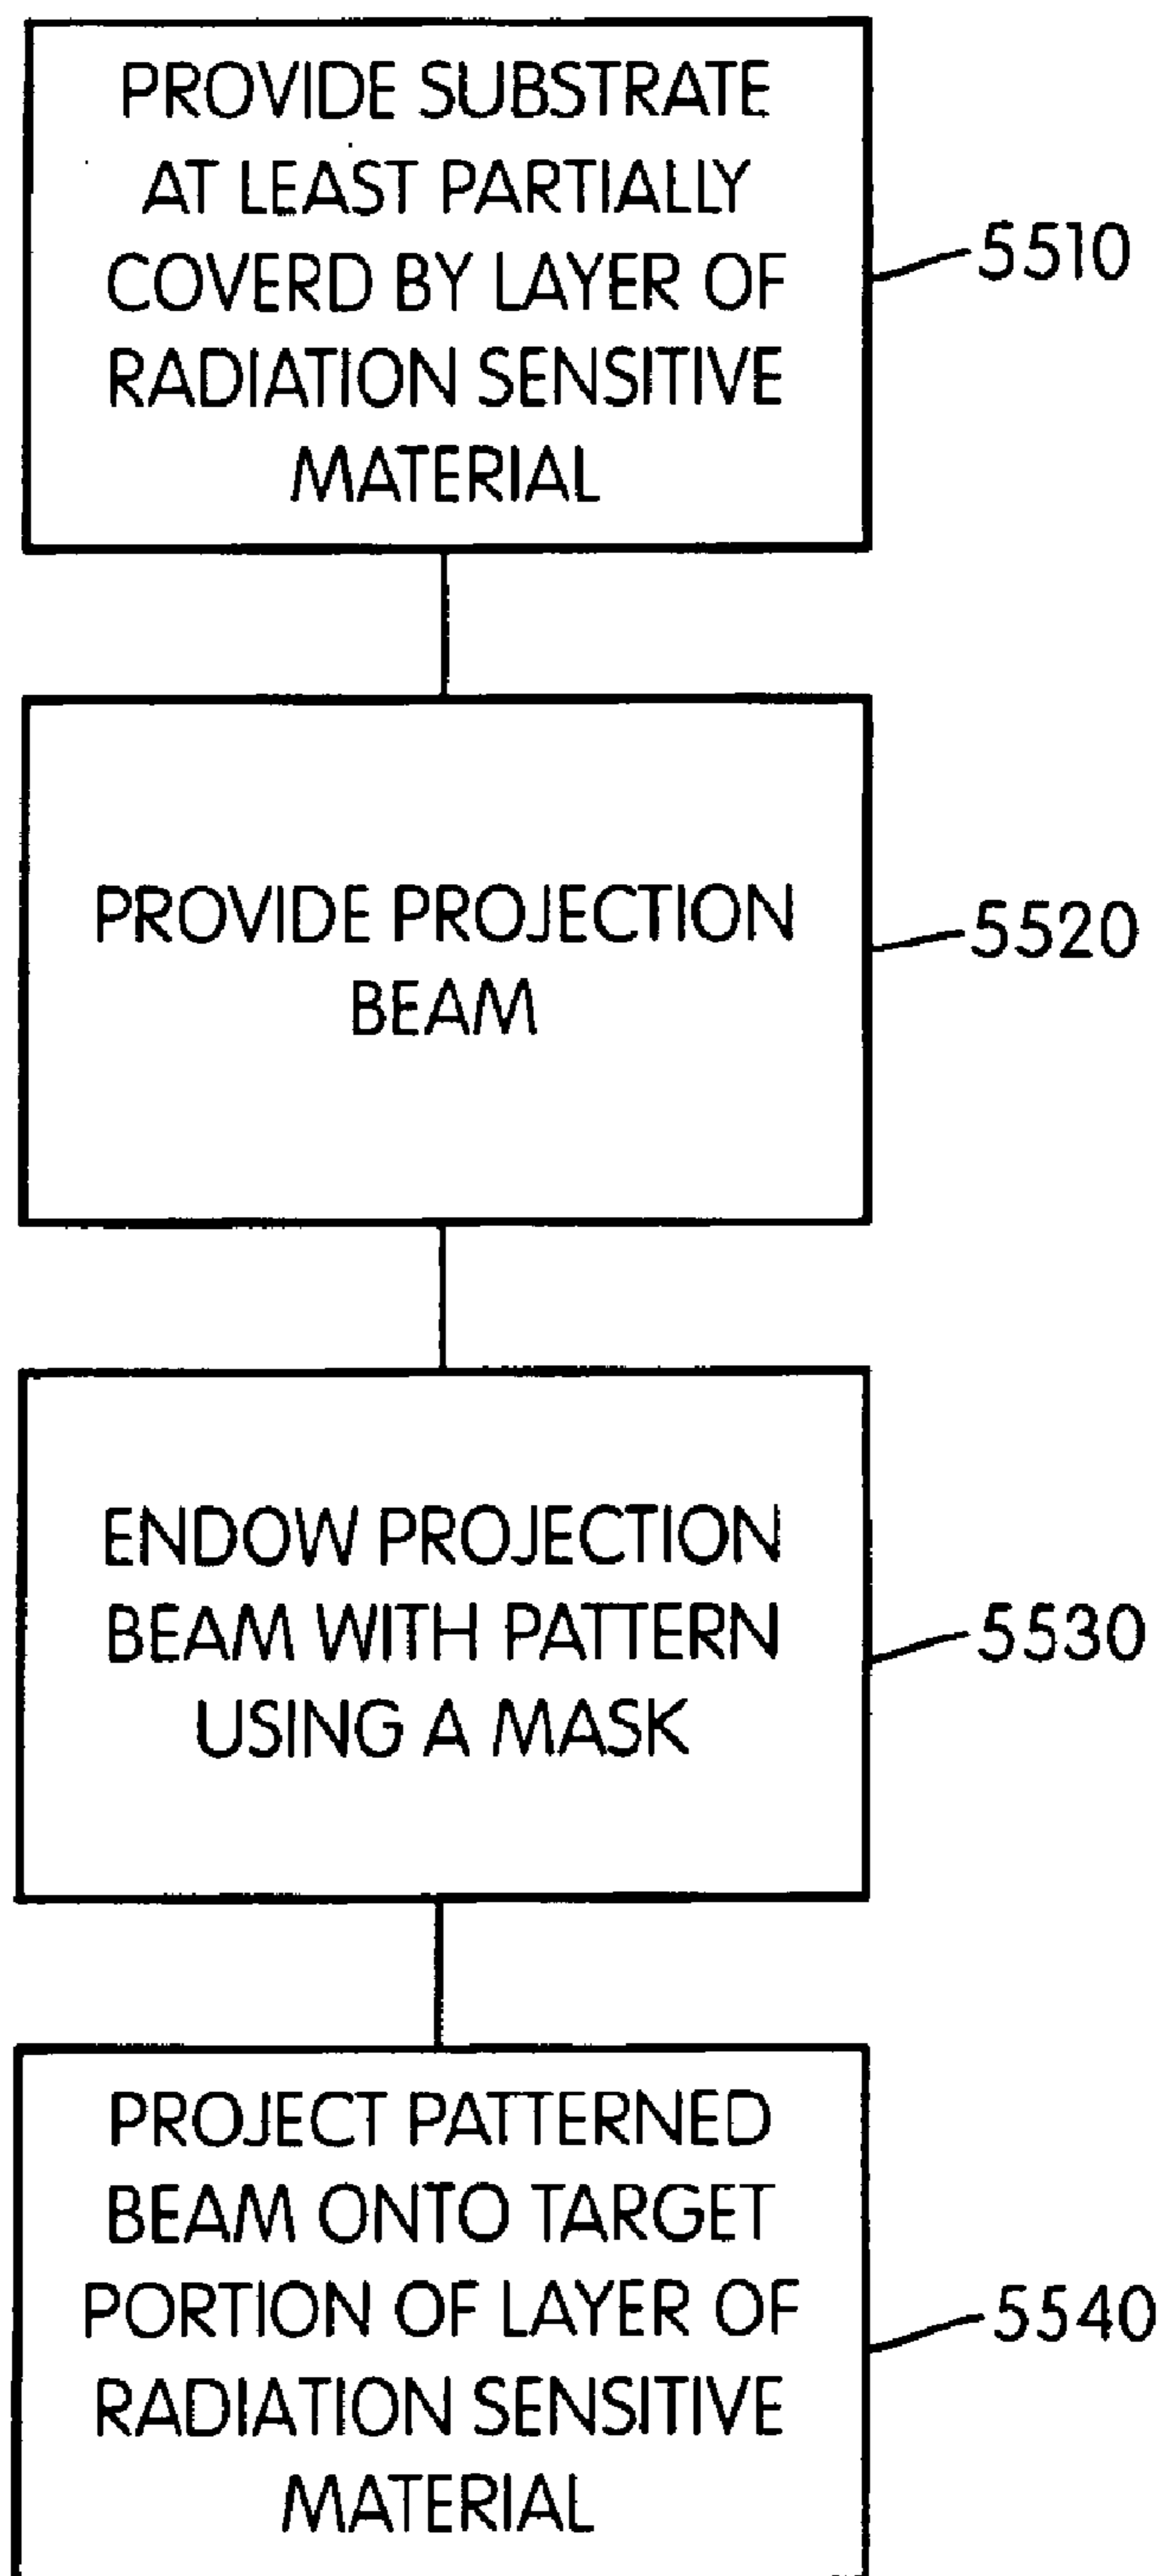 PROVIDE SUBSTRATE
AT LEAST PARTIALLY
COVERD BY LAYER OF
RADIATION SENSITIVE
MATERIAL
5510
PROVIDE PROJECTION
BEAM
5520
ENDOW PROJECTION
BEAM WITH PATTERN
USING A MASK
5530
PROJECT PATTERNED
BEAM ONTO TARGET
PORTION OF LAYER OF
RADIATION SENSITIVE
MATERIAL
5540